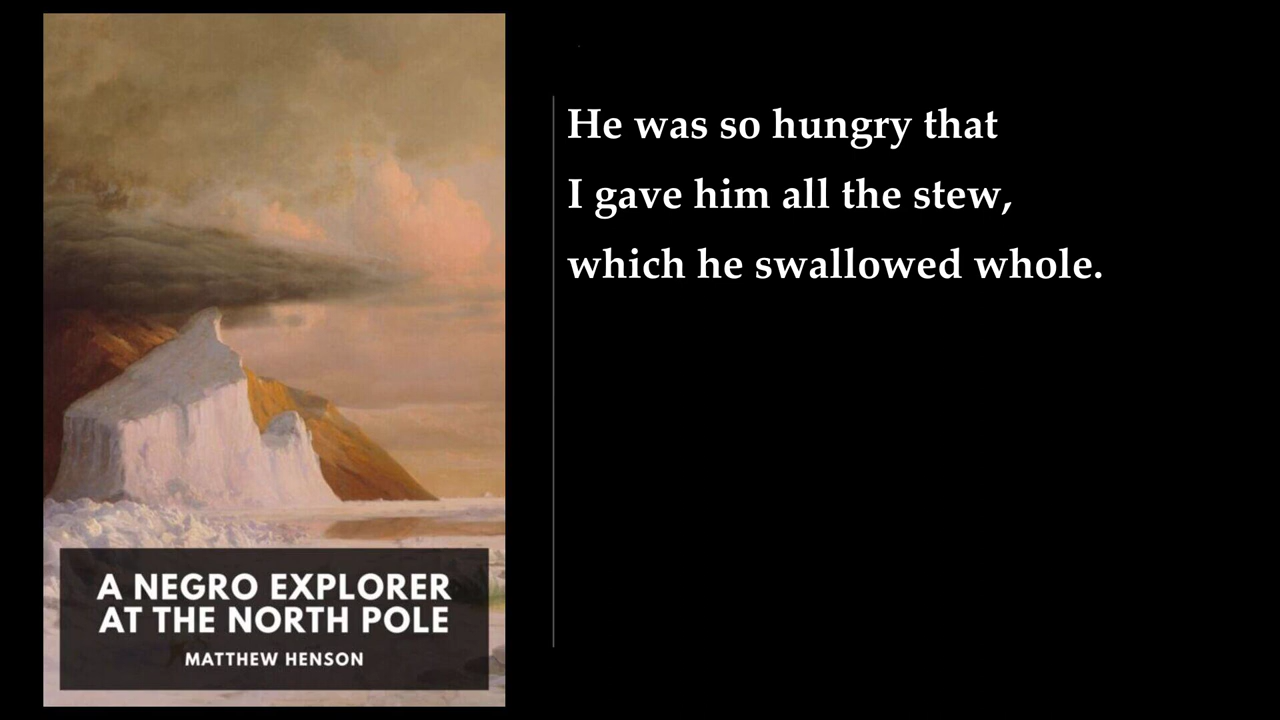 He was so hungry that
I gave him all the stew,
which he swallowed whole.
A NEGRO EXPLORER
AT THE NORTH POLE
MATTHEW HENSON